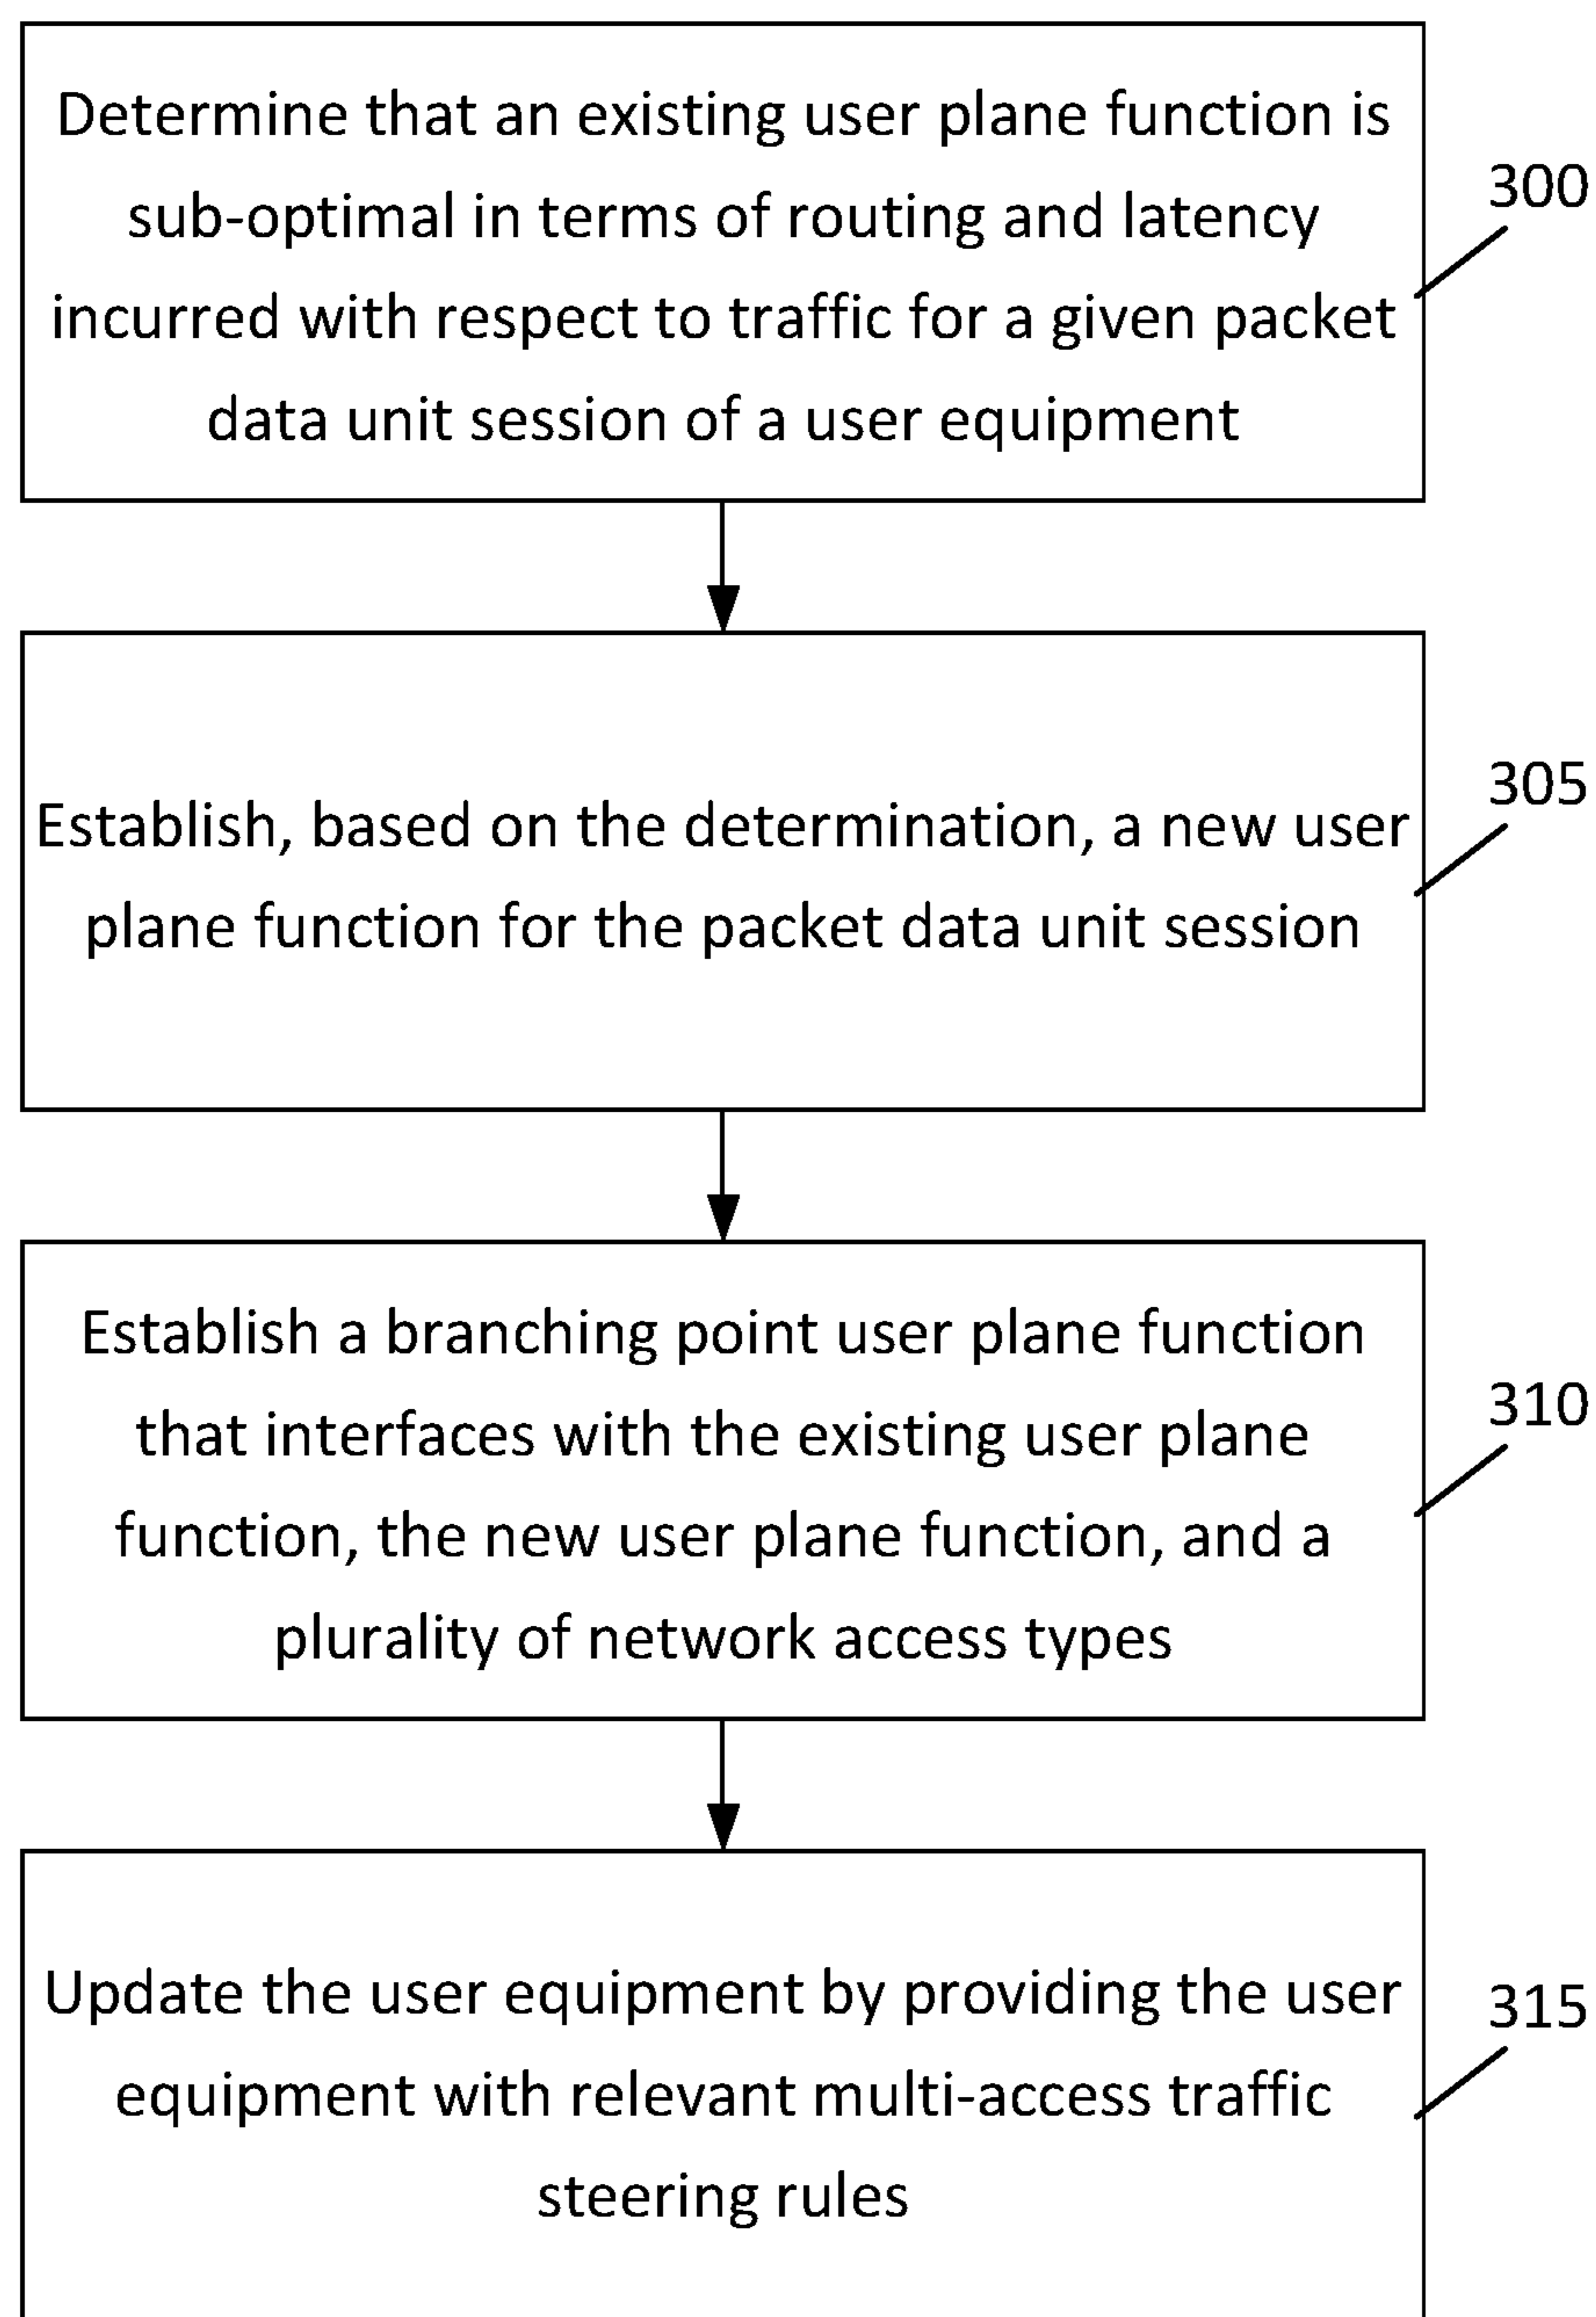 Determine that an existing user plane function is
sub-optimal in terms of routing and latency
incurred with respect to traffic for a given packet
data unit session of a user equipment
300
Establish, based on the determination, a new user
plane function for the packet data unit session
305
Establish a branching point user plane function
that interfaces with the existing user plane
function, the new user plane function, and a
plurality of network access types
310
Update the user equipment by providing the user
equipment with relevant multi-access traffic
steering rules
315